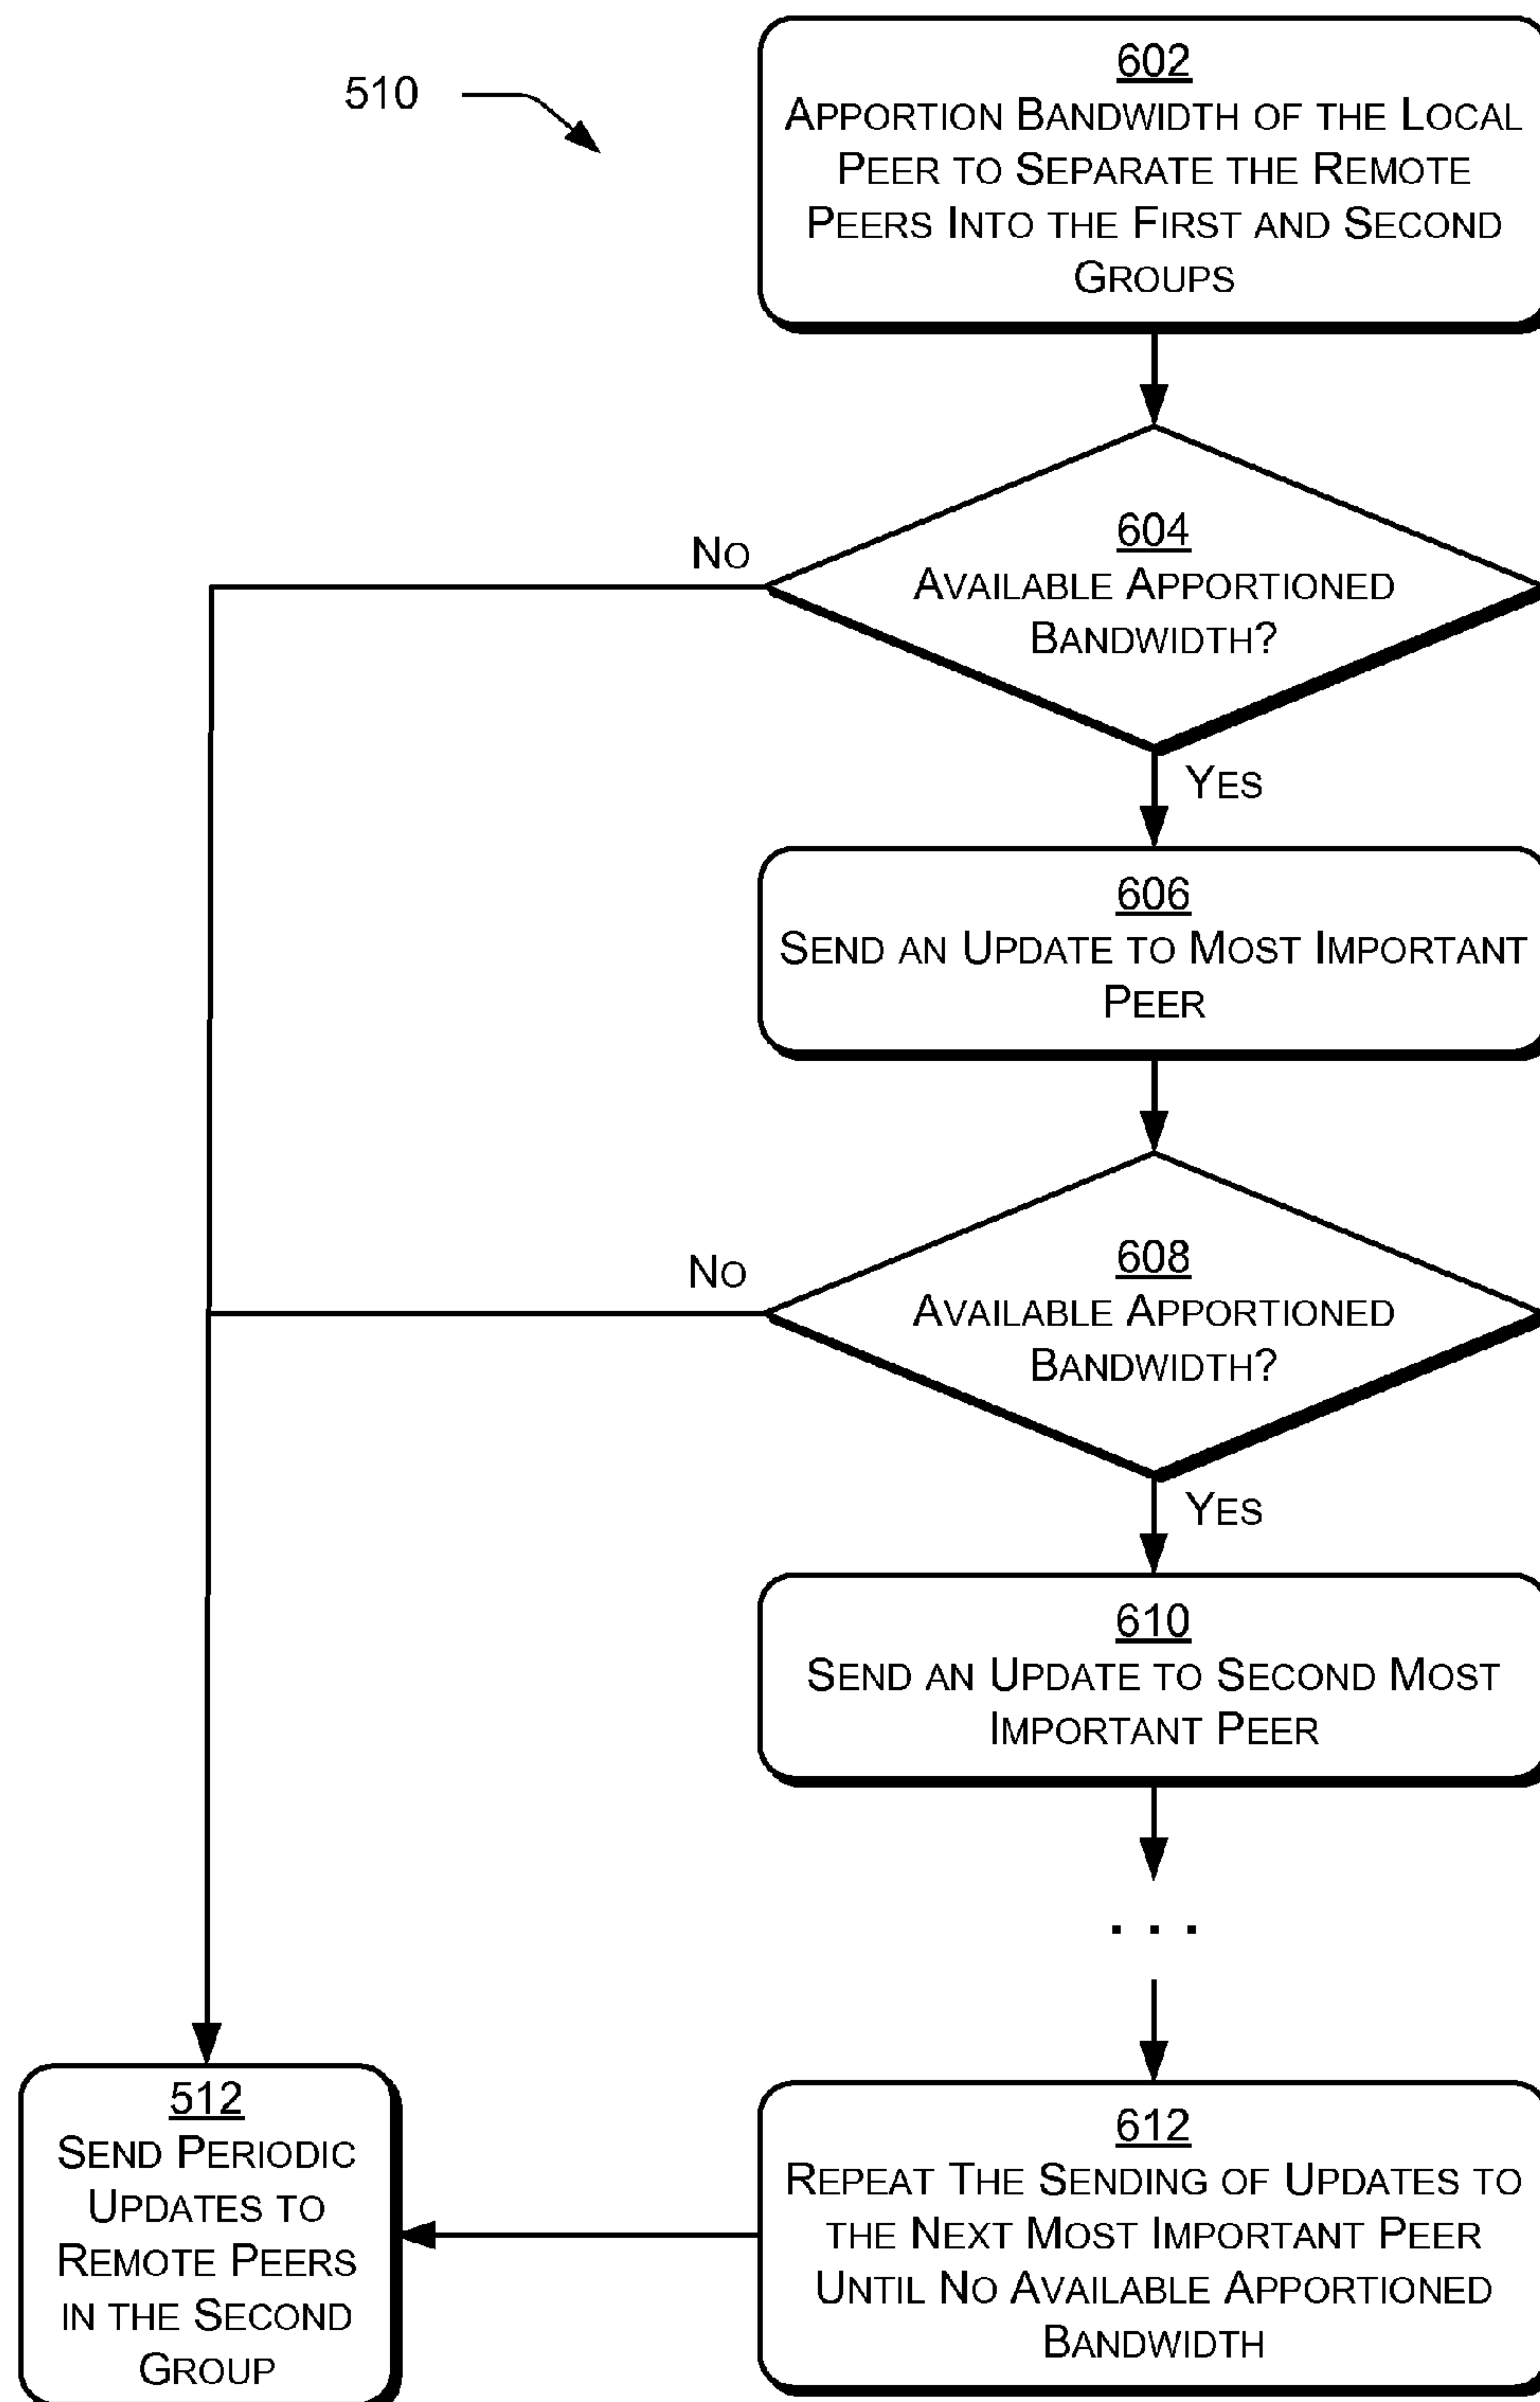 510
602
APPORTION BANDWIDTH OF THE LOCAL
PEER TO SEPARATE THE REMOTE
PEERS INTO THE FIRST AND SECOND
GROUPS
604
AVAILABLE APPORTIONED
BANDWIDTH?
NO
YES
606
SEND AN UPDATE TO MOST IMPORTANT
PEER
608
AVAILABLE APPORTIONED
BANDWIDTH?
NO
YES
610
SEND AN UPDATE TO SECOND MOST
IMPORTANT PEER
. . .
612
REPEAT THE SENDING OF UPDATES TO
THE NEXT MOST IMPORTANT PEER
UNTIL NO AVAILABLE APPORTIONED
BANDWIDTH
512
SEND PERIODIC
UPDATES TO
REMOTE PEERS
IN THE SECOND
GROUP